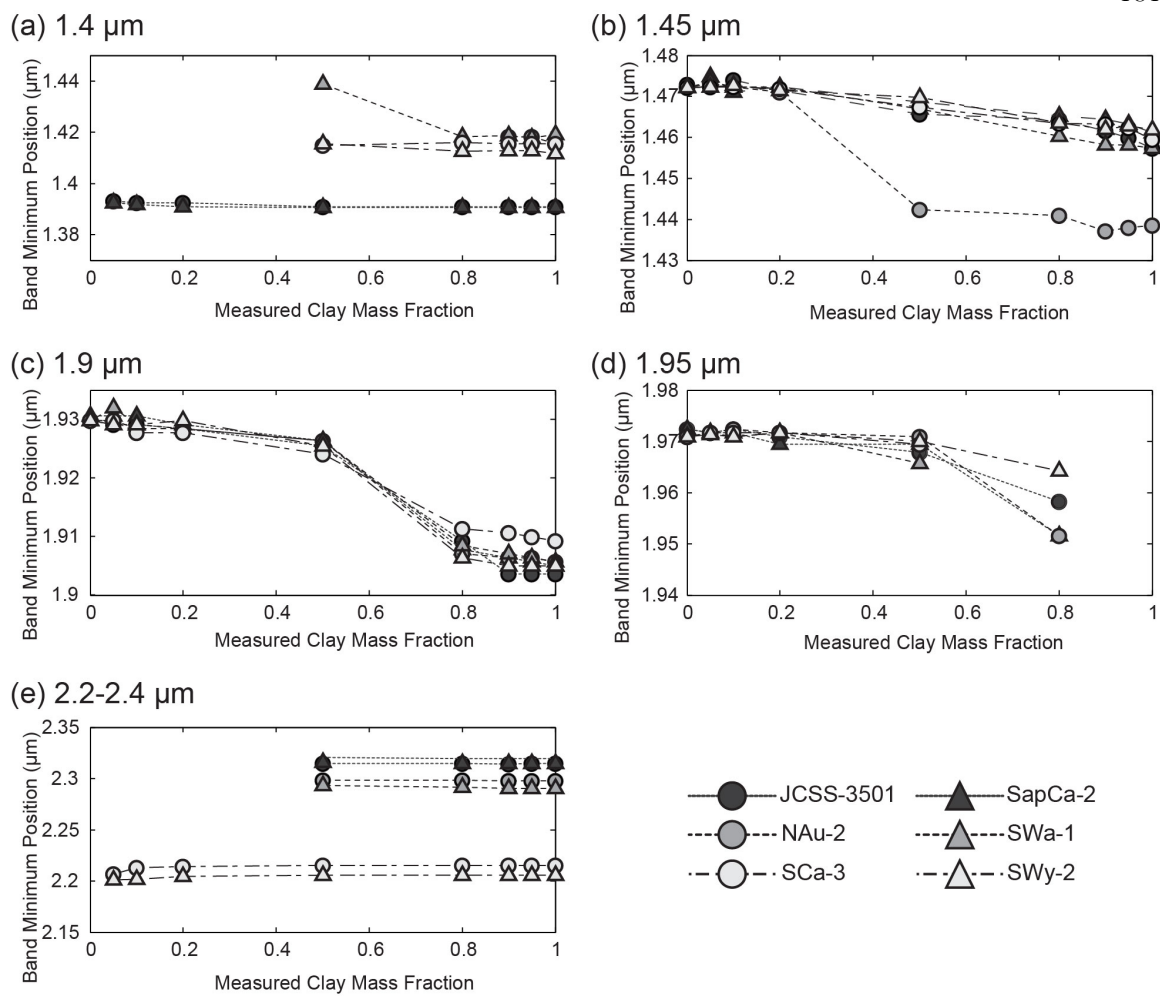 (a) 1.4 µm
(b) 1.45 µm
Band Minimum Position (µm)
1.44
1.42
1.4
1.38
0
0.2
0.4
0.6
0.8
1
Measured Clay Mass Fraction
Band Minimum Position (µm)
1.48
1.47
1.46
1.45
1.44
1.43
0
0.2
0.4
0.6
0.8
1
Measured Clay Mass Fraction
(c) 1.9 µm
(d) 1.95 µm
Band Minimum Position (µm)
1.93
1.92
1.91
1.9
0
0.2
0.4
0.6
0.8
1
Measured Clay Mass Fraction
Band Minimum Position (µm)
1.98
1.97
1.96
1.95
1.94
0
0.2
0.4
0.6
0.8
1
Measured Clay Mass Fraction
(e) 2.2-2.4 µm
Band Minimum Position (µm)
2.35
2.3
2.25
2.2
2.15
0
0.2
0.4
0.6
0.8
1
Measured Clay Mass Fraction
JCSS-3501
SapCa-2
NAu-2
SWa-1
SCa-3
SWy-2